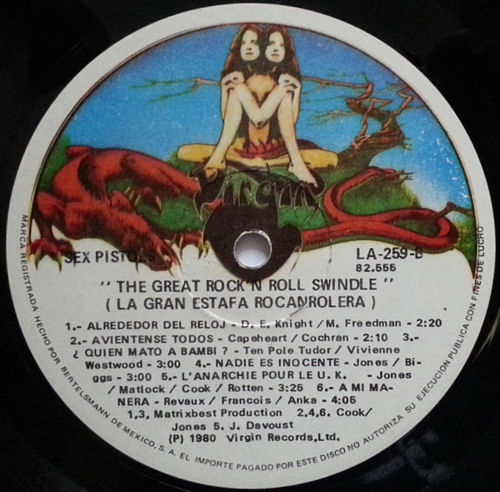 Virgin
SEX PISTOLS
LA-259-B
82.555
" THE GREAT ROCK'N ROLL SWINDLE "
( LA GRAN ESTAFA ROCANROLERA )
1.- ALREDEDOR DEL RELOJ - D. E. Knight / M. Freedman - 2:20
2.- AVIENTENSE TODOS - Capeheart / Cochran - 2:10 3.-
¿ QUIEN MATO A BAMBI ? - Ten Pole Tudor / Vivienne
Westwood - 3:00 4.- NADIE ES INOCENTE - Jones / Bi-
ggs - 3:00 5.- L'ANARCHIE POUR LE U. K. - Jones
/ Matlock / Cook / Rotten - 3:25 6.- A MI MA-
NERA - Revaux / Francois / Anka - 4:05
1,3, Matrixbest Production 2,4,6. Cook/
Jones 5. J. Davoust
(P) 1980 Virgin Records,Ltd.
MARCA REGISTRADA HECHO POR BERTELSMANN DE MEXICO, S. A. EL IMPORTE PAGADO POR ESTE DISCO NO AUTORIZA SU EJECUCION PUBLICA CON FINES DE LUCRO